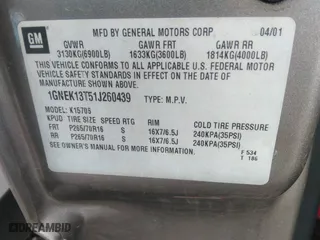 GM
MFD BY GENERAL MOTORS CORP 04/01
GVWR GAWR FRT GAWR RR
3130KG(6900LB) 1633KG(3600LB) 1814KG(4000LB)
THIS VEHICLE CONFORMS TO ALL APPLICABLE U.S. FEDERAL MOTOR
VEHICLE SAFETY STANDARDS IN EFFECT ON THE DATE OF
MANUFACTURE SHOWN ABOVE.
1GNEK13T51J260439 TYPE: M.P.V.
MODEL: K15706
KPUD TIRE SIZE SPEED RTG RIM COLD TIRE PRESSURE
FRT P265/70R16 S 16X7/6.5J 240KPA(35PSI)
RR P265/70R16 S 16X7/6.5J 240KPA(35PSI)
SEE OWNER'S MANUAL FOR MORE INFORMATION.
F 534
T 186
DREAMBID